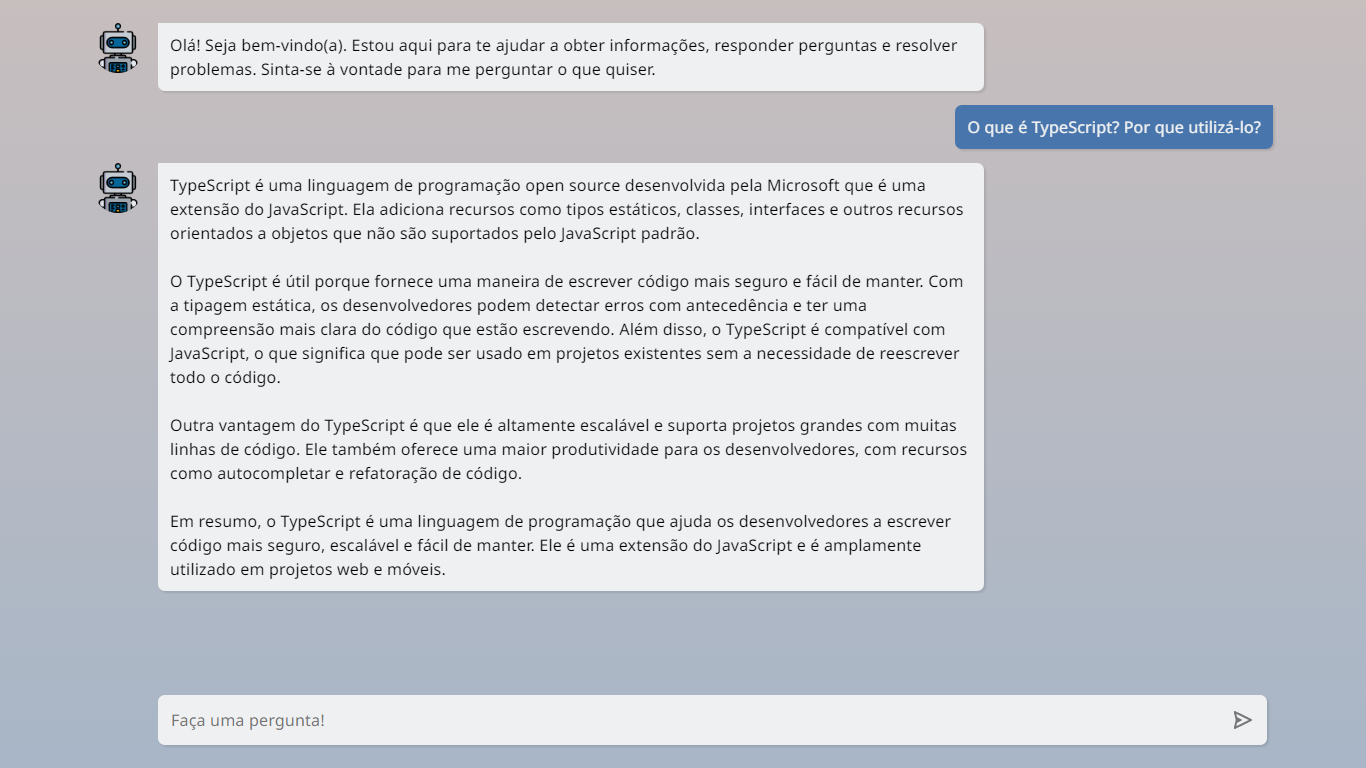 Olá! Seja bem-vindo(a). Estou aqui para te ajudar a obter informações, responder perguntas e resolver
problemas. Sinta-se à vontade para me perguntar o que quiser.
O que é TypeScript? Por que utilizá-lo?
TypeScript é uma linguagem de programação open source desenvolvida pela Microsoft que é uma
extensão do JavaScript. Ela adiciona recursos como tipos estáticos, classes, interfaces e outros recursos
orientados a objetos que não são suportados pelo JavaScript padrão.
O TypeScript é útil porque fornece uma maneira de escrever código mais seguro e fácil de manter. Com
a tipagem estática, os desenvolvedores podem detectar erros com antecedência e ter uma
compreensão mais clara do código que estão escrevendo. Além disso, o TypeScript é compatível com
JavaScript, o que significa que pode ser usado em projetos existentes sem a necessidade de reescrever
todo o código.
Outra vantagem do TypeScript é que ele é altamente escalável e suporta projetos grandes com muitas
linhas de código. Ele também oferece uma maior produtividade para os desenvolvedores, com recursos
como autocompletar e refatoração de código.
Em resumo, o TypeScript é uma linguagem de programação que ajuda os desenvolvedores a escrever
código mais seguro, escalável e fácil de manter. Ele é uma extensão do JavaScript e é amplamente
utilizado em projetos web e móveis.
Faça uma pergunta!